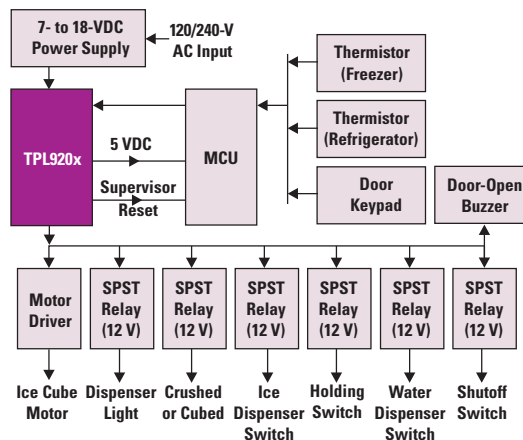 7- to 18-VDC
Power Supply
120/240-V
AC Input
TPL920x
5 VDC
Supervisor
Reset
MCU
Thermistor
(Freezer)
Thermistor
(Refrigerator)
Door
Keypad
Door-Open
Buzzer
Motor
Driver
SPST
Relay
(12 V)
SPST
Relay
(12 V)
SPST
Relay
(12 V)
SPST
Relay
(12 V)
SPST
Relay
(12 V)
SPST
Relay
(12 V)
Ice Cube
Motor
Dispenser
Light
Crushed
or Cubed
Ice
Dispenser
Switch
Holding
Switch
Water
Dispenser
Switch
Shutoff
Switch